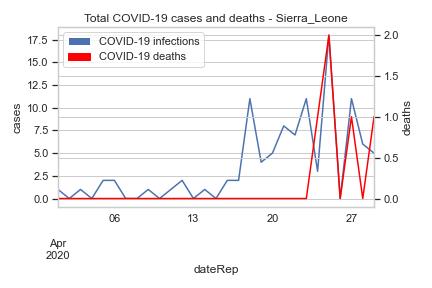 Total COVID-19 cases and deaths - Sierra_Leone
COVID-19 infections
COVID-19 deaths
17.5
15.0
12.5
10.0
7.5
5.0
2.5
0.0
cases
2.0
1.5
1.0
0.5
0.0
deaths
06 13 20 27
Apr
2020
dateRep